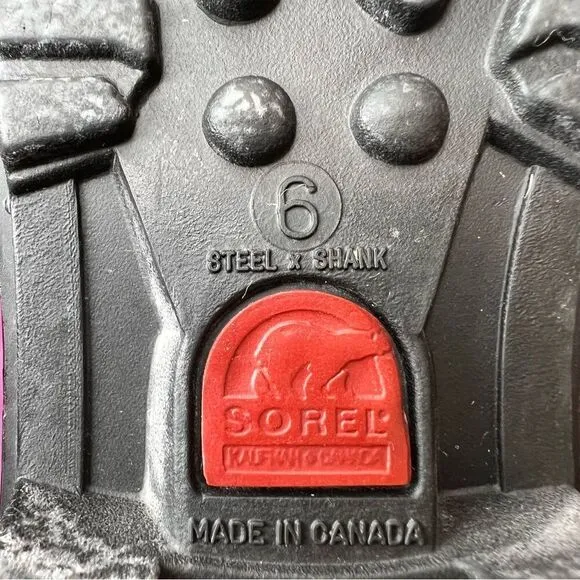 6
STEEL x SHANK
SOREL®
KAUFMAN CANADA
MADE IN CANADA